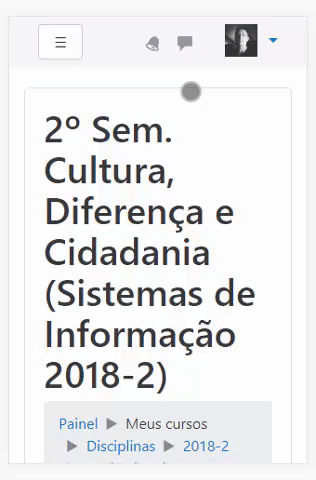 2º Sem.
Cultura,
Diferença e
Cidadania
(Sistemas de
Informação
2018-2)
Painel ▶ Meus cursos
▶ Disciplinas ▶ 2018-2